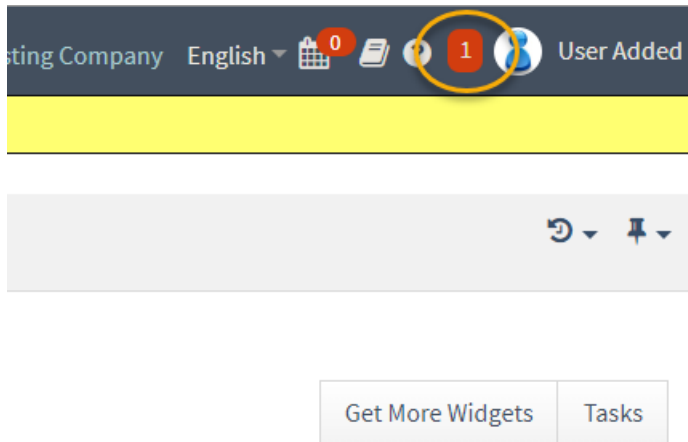 sting Company English 0 1 User Added
Get More Widgets Tasks